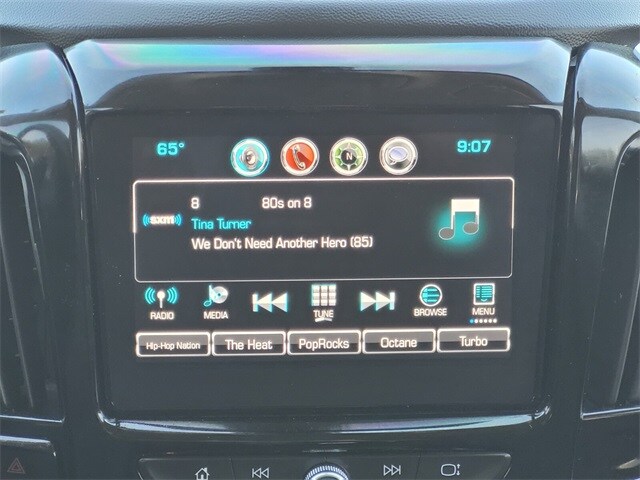 65° N 9:07
8 80s on 8
sxm
Tina Turner
We Don't Need Another Hero (85)
RADIO MEDIA TUNE BROWSE MENU
Hip-Hop Nation The Heat PopRocks Octane Turbo